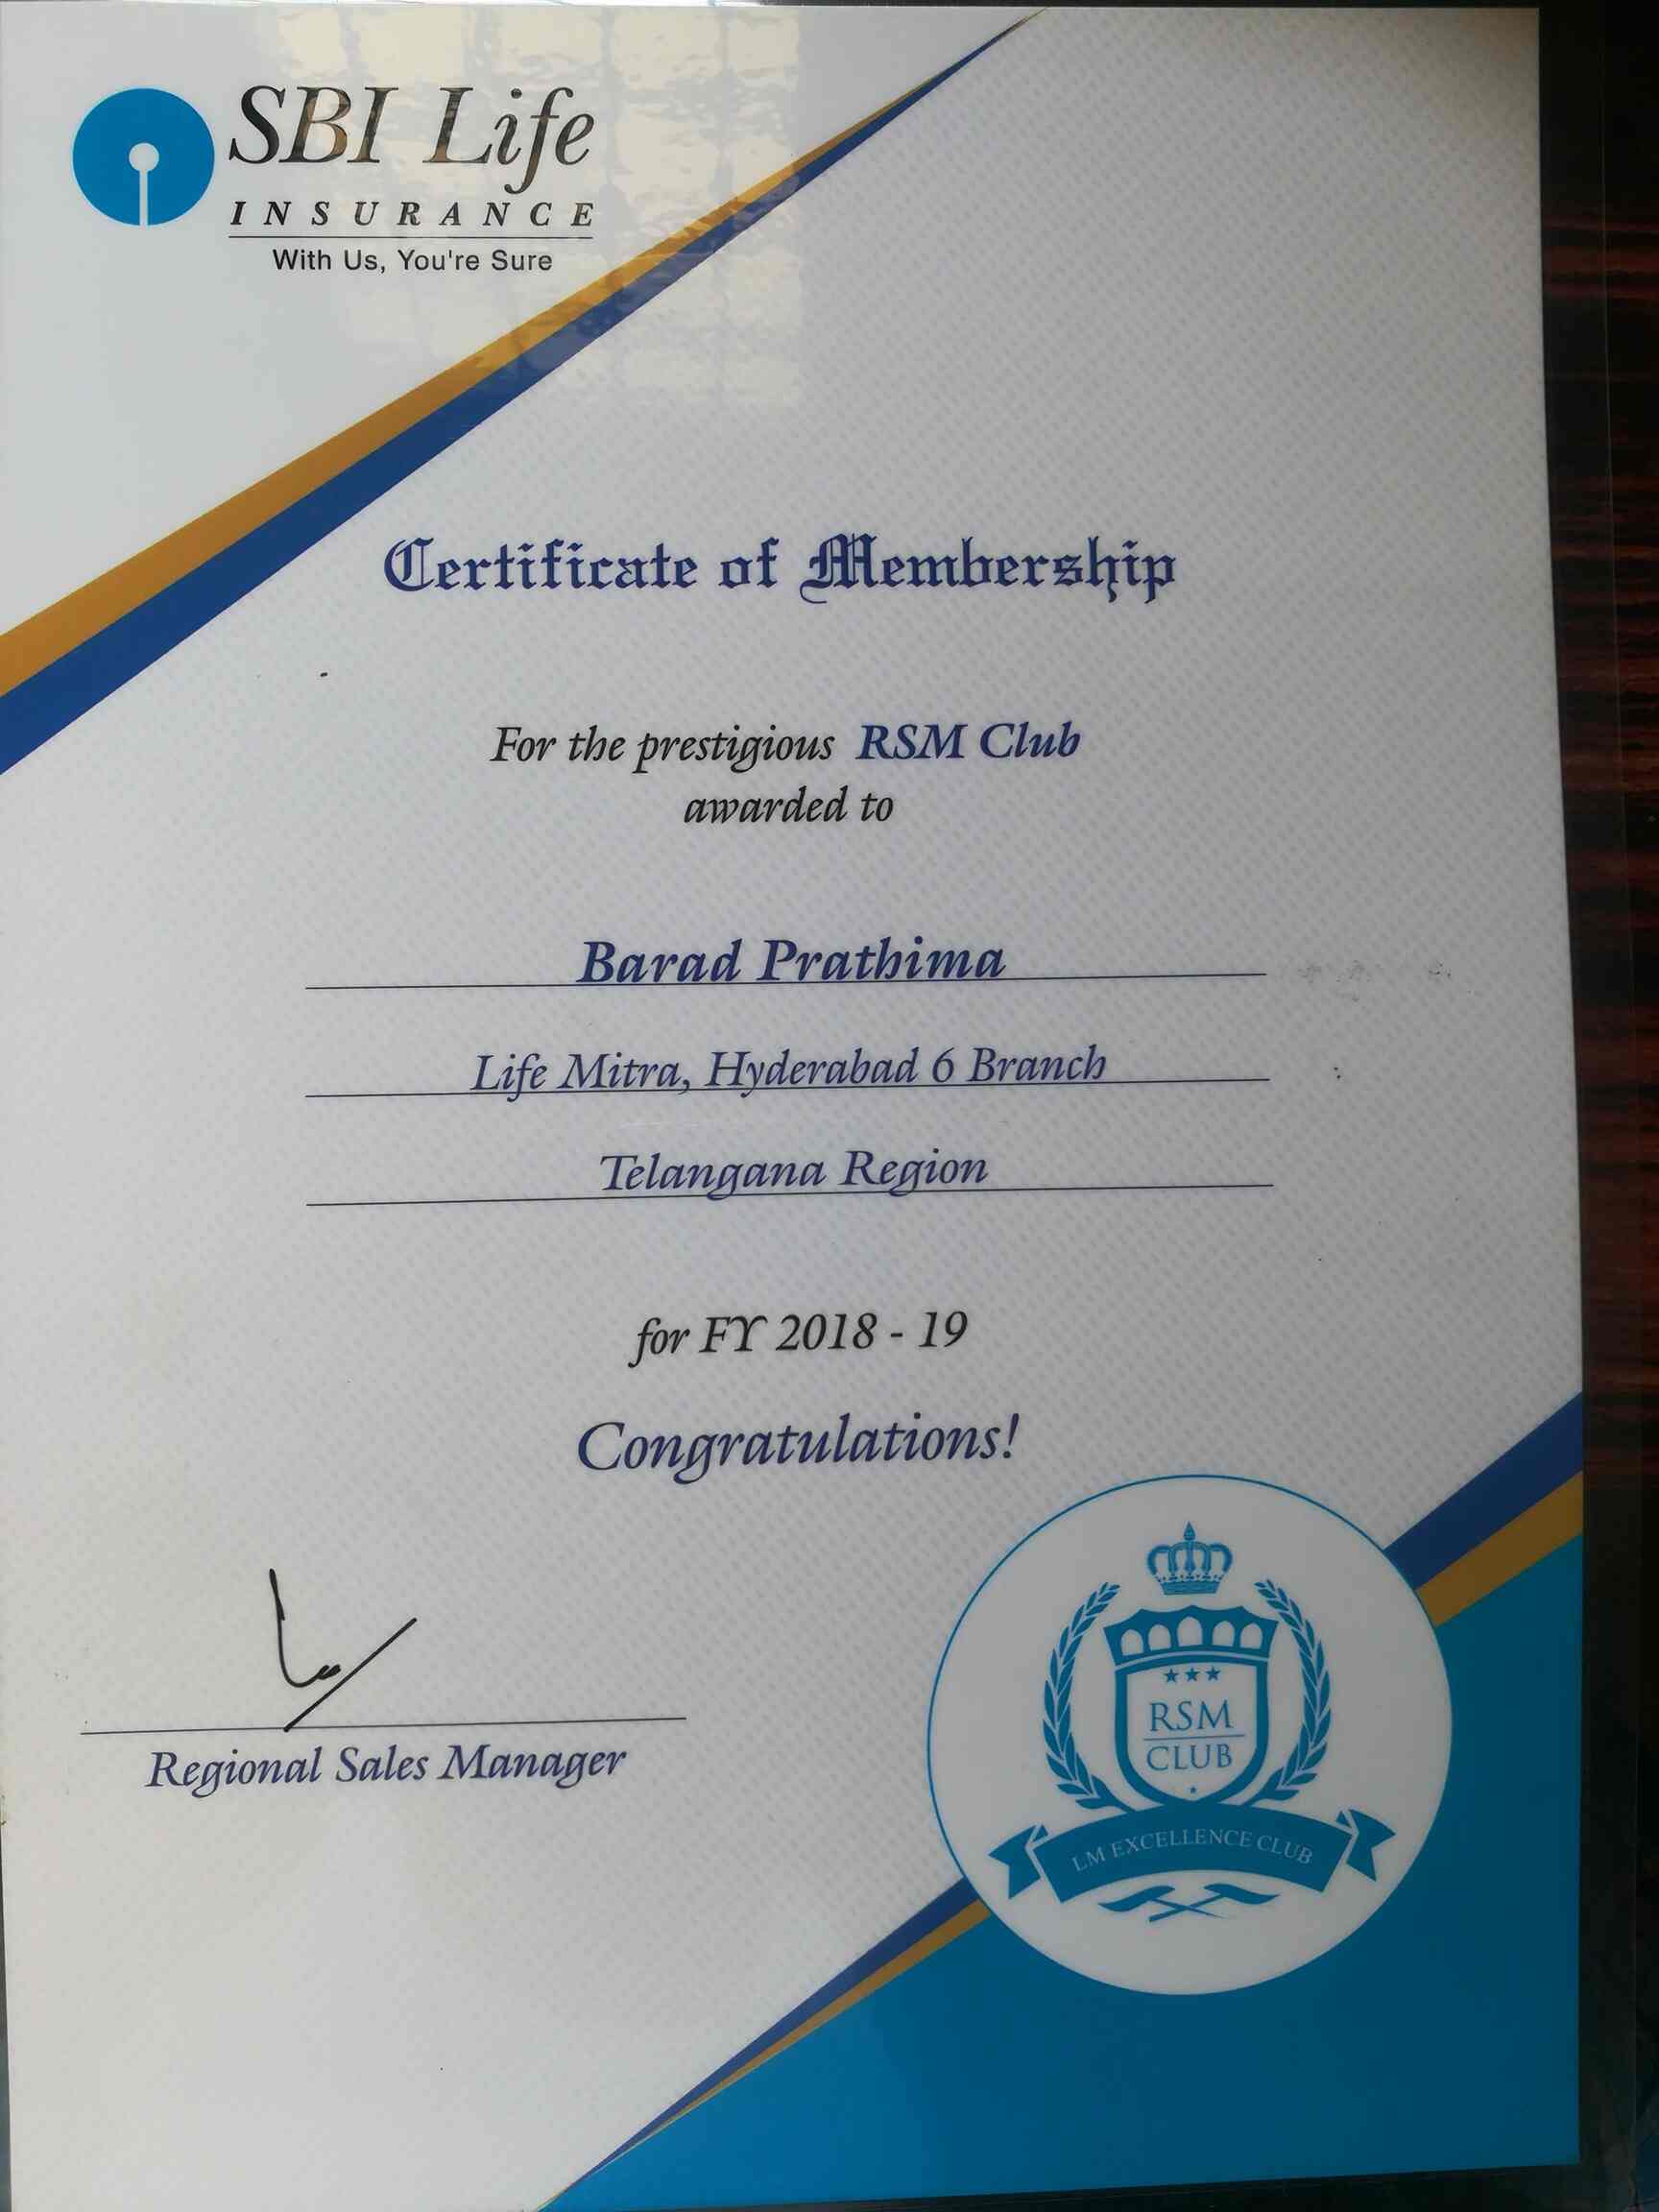 SBI Life
INSURANCE
With Us, You're Sure
Certificate of Membership
For the prestigious RSM Club
awarded to
Barad Prathima
Life Mitra, Hyderabad 6 Branch
Telangana Region
for FY 2018 - 19
Congratulations!
Regional Sales Manager
RSM
CLUB
LM EXCELLENCE CLUB